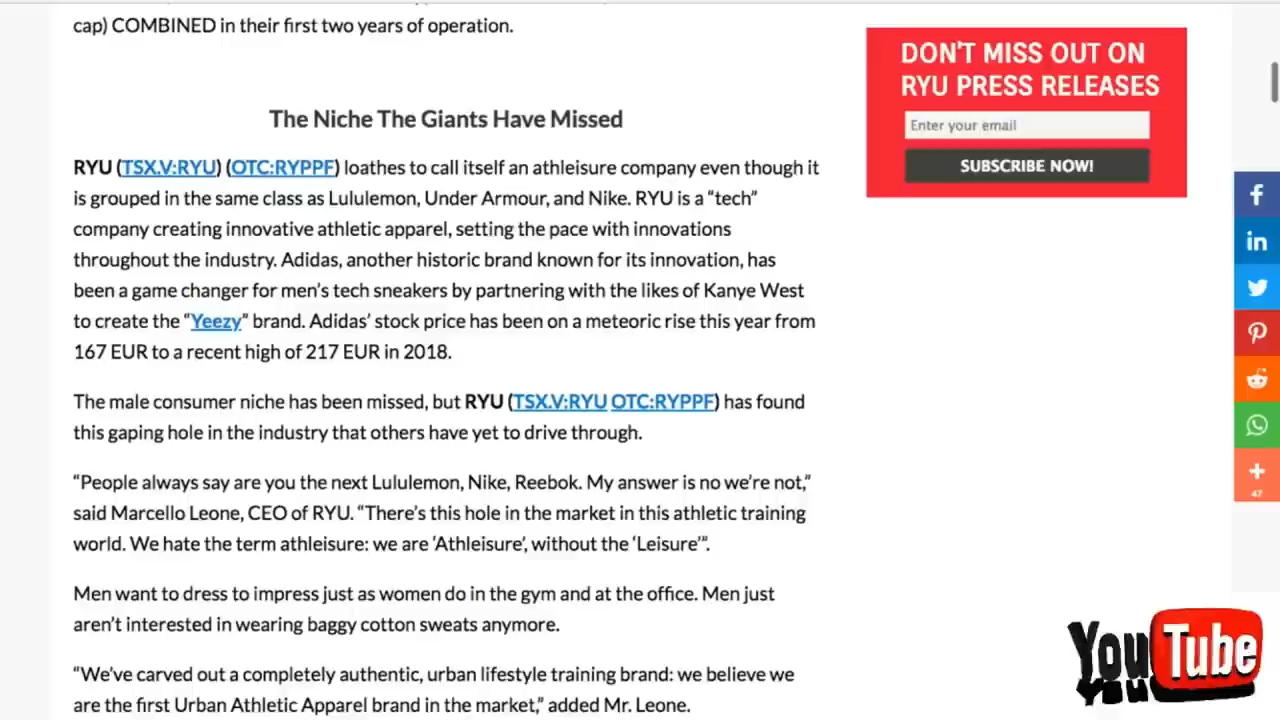 cap) COMBINED in their first two years of operation.
The Niche The Giants Have Missed
RYU (TSX.V:RYU) (OTC:RYPPF) loathes to call itself an athleisure company even though it
is grouped in the same class as Lululemon, Under Armour, and Nike. RYU is a “tech”
company creating innovative athletic apparel, setting the pace with innovations
throughout the industry. Adidas, another historic brand known for its innovation, has
been a game changer for men’s tech sneakers by partnering with the likes of Kanye West
to create the “Yeezy” brand. Adidas’ stock price has been on a meteoric rise this year from
167 EUR to a recent high of 217 EUR in 2018.
The male consumer niche has been missed, but RYU (TSX.V:RYU OTC:RYPPF) has found
this gaping hole in the industry that others have yet to drive through.
“People always say are you the next Lululemon, Nike, Reebok. My answer is no we’re not,”
said Marcello Leone, CEO of RYU. “There’s this hole in the market in this athletic training
world. We hate the term athleisure: we are ‘Athleisure’, without the ‘Leisure’”.
Men want to dress to impress just as women do in the gym and at the office. Men just
aren’t interested in wearing baggy cotton sweats anymore.
“We’ve carved out a completely authentic, urban lifestyle training brand: we believe we
are the first Urban Athletic Apparel brand in the market,” added Mr. Leone.
DON'T MISS OUT ON
RYU PRESS RELEASES
Enter your email
SUBSCRIBE NOW!
47
YouTube